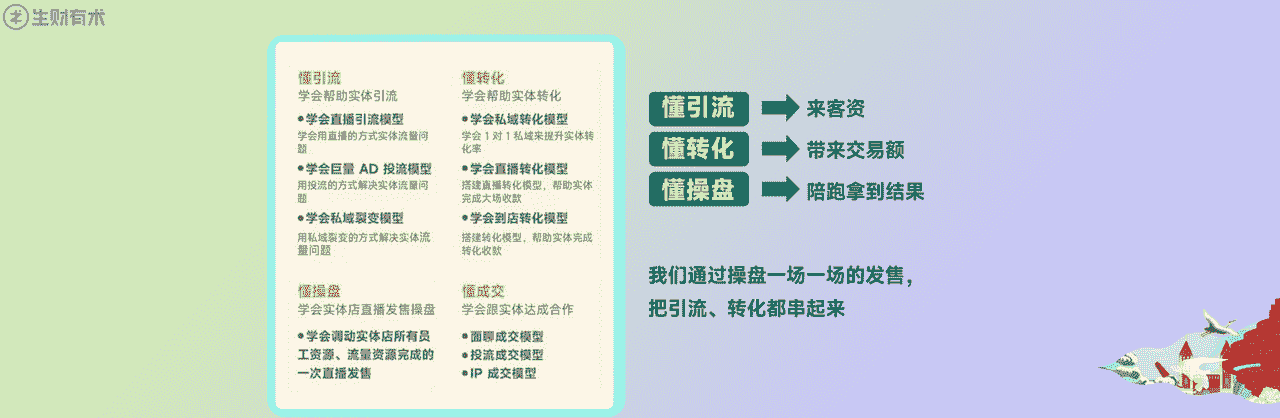 生财有术
懂引流
学会帮助实体引流
•学会直播引流模型
学会用直播的方式实体流量问
题
•学会巨量 AD 投流模型
用投流的方式解决实体流量问
题
•学会私域裂变模型
用私域裂变的方式解决实体流
量问题
懂转化
学会帮助实体转化
•学会私域转化模型
学会 1 对 1 私域来提升实体转
化率
•学会直播转化模型
搭建直播转化模型，帮助实体
完成大场收款
•学会到店转化模型
搭建转化模型，帮助实体完成
转化收款
懂操盘
学会实体店直播发售操盘
•学会调动实体店所有员
工资源、流量资源完成的
一次直播发售
懂成交
学会跟实体达成合作
•面聊成交模型
•投流成交模型
•IP 成交模型
懂引流 来客资
懂转化 带来交易额
懂操盘 陪跑拿到结果
我们通过操盘一场一场的发售，
把引流、转化都串起来